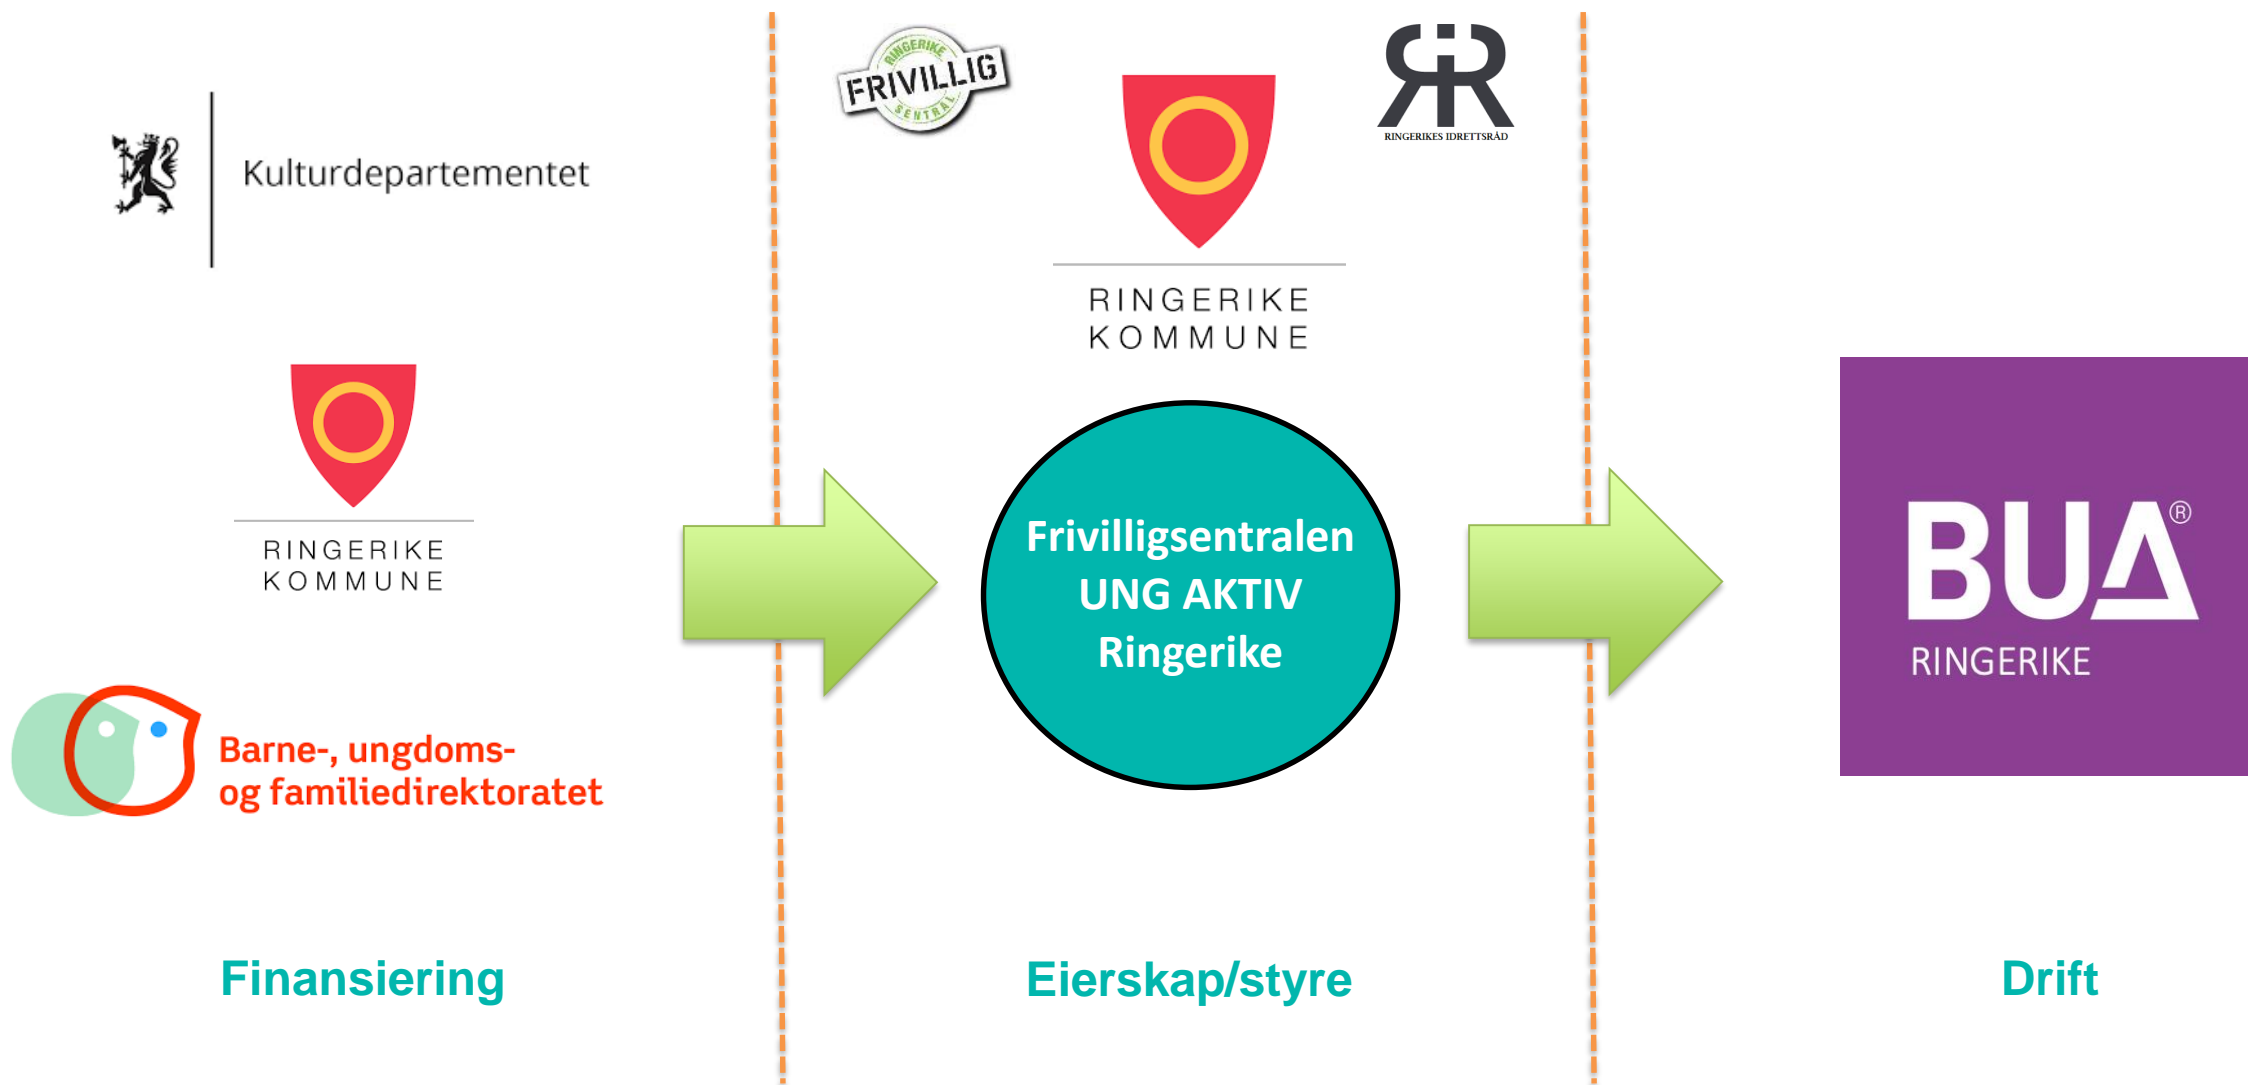 Kulturdepartementet
RINGERIKE
KOMMUNE
Barne-, ungdoms-
og familiedirektoratet
Finansiering
RINGERIKE
FRIVILLIG
SENTRAL
RINGERIKE
KOMMUNE
RiR
RINGERIKES IDRETTSRÅD
Frivilligsentralen
UNG AKTIV
Ringerike
Eierskap/styre
BUA®
RINGERIKE
Drift